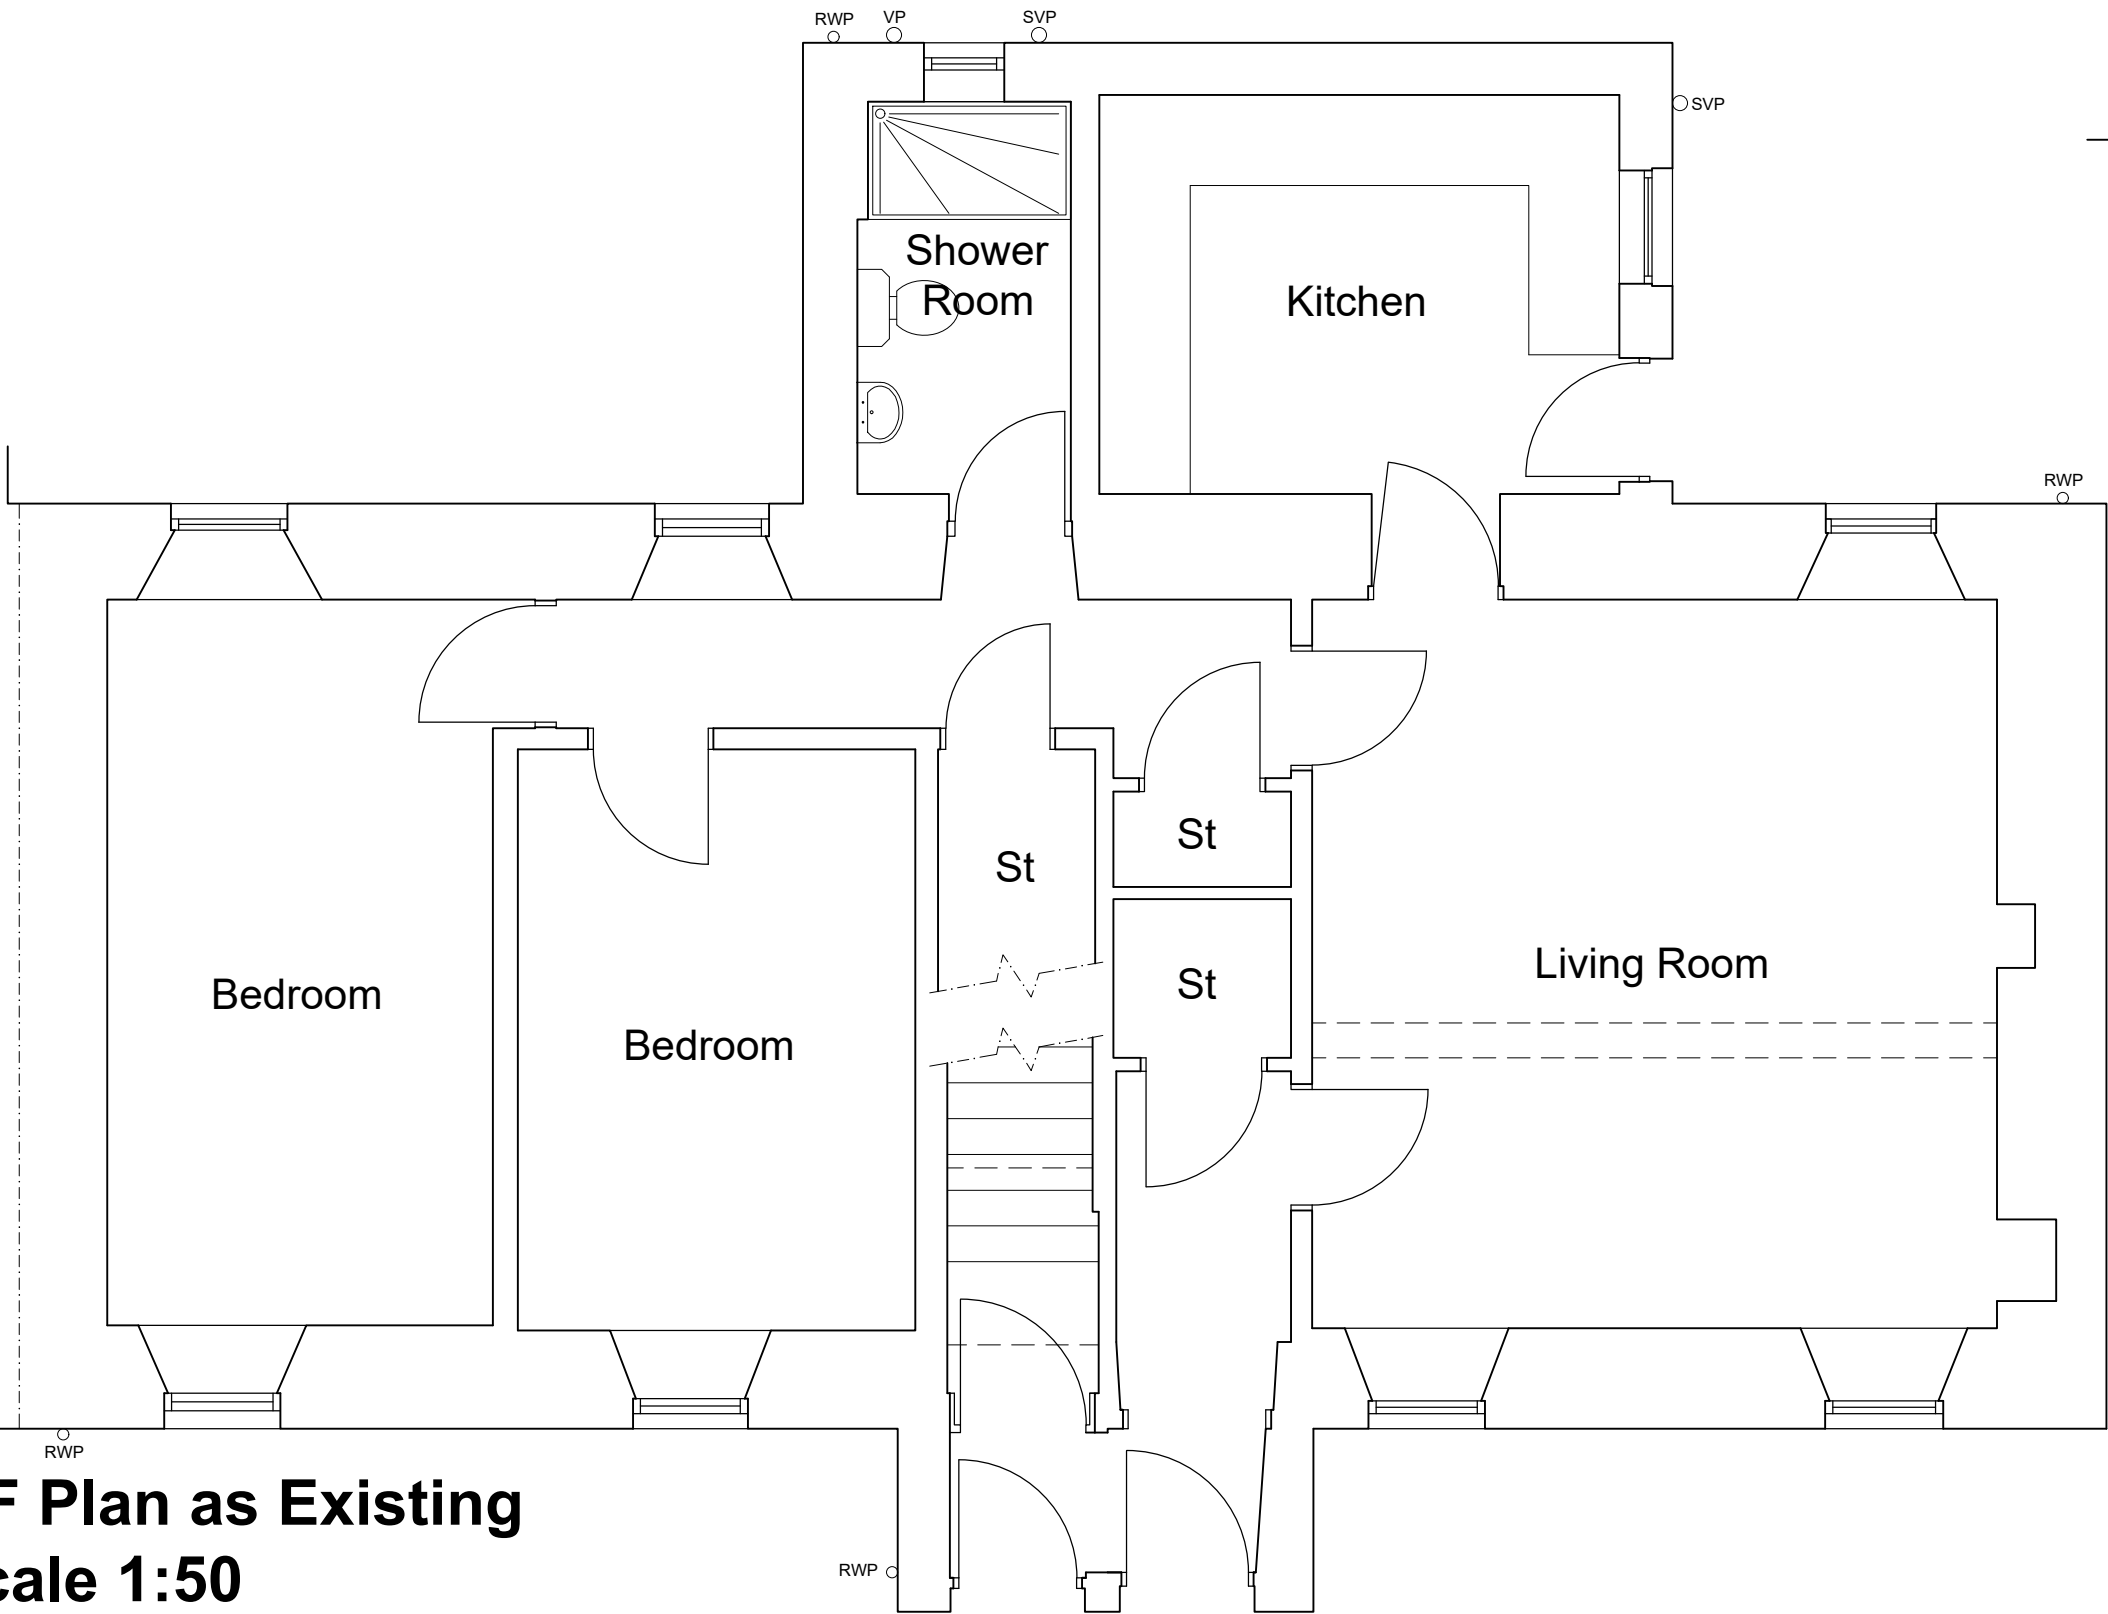 RWP
VP
SVP
SVP
Shower
Room
Kitchen
RWP
St
St
St
Living Room
Bedroom
Bedroom
RWP
F Plan as Existing
cale 1:50
RWP